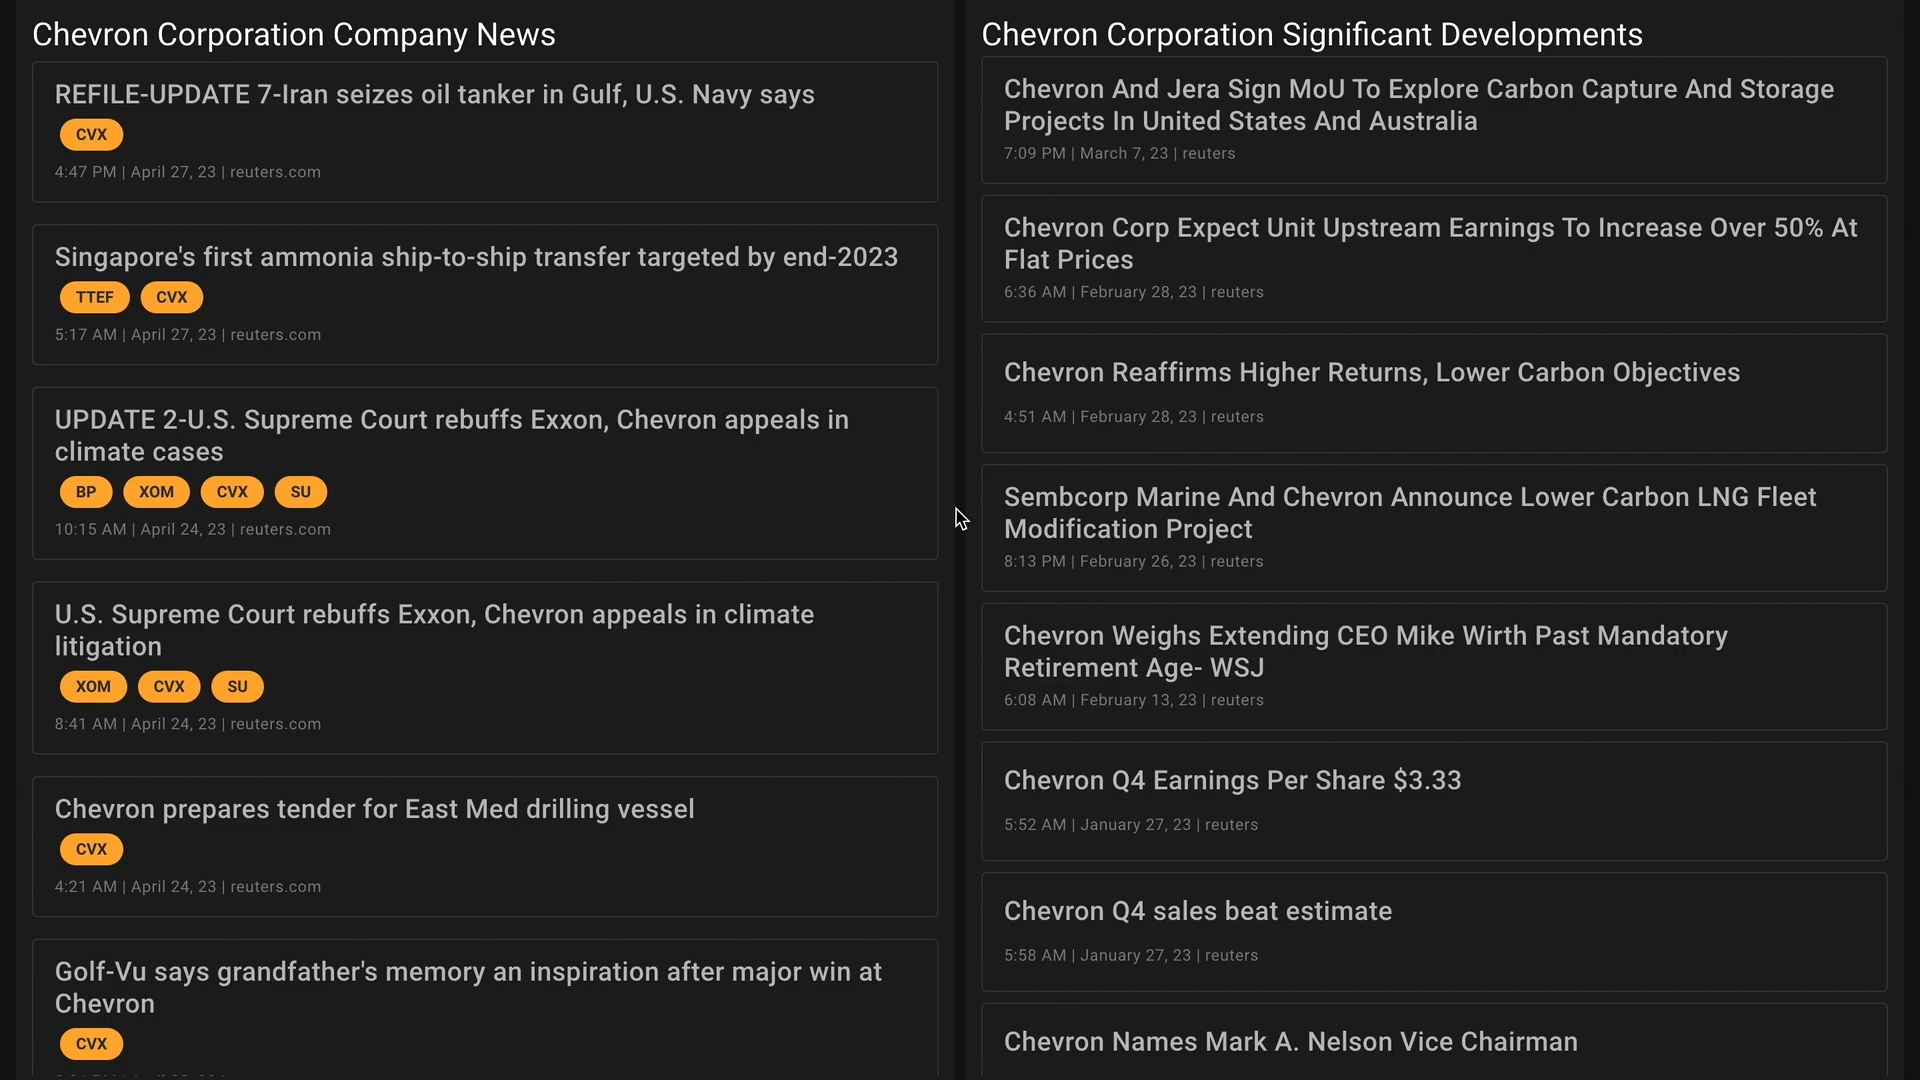 Chevron Corporation Company News
REFILE-UPDATE 7-Iran seizes oil tanker in Gulf, U.S. Navy says
CVX
4:47 PM | April 27, 23 | reuters.com
Singapore's first ammonia ship-to-ship transfer targeted by end-2023
TTEF CVX
5:17 AM | April 27, 23 | reuters.com
UPDATE 2-U.S. Supreme Court rebuffs Exxon, Chevron appeals in
climate cases
BP XOM CVX SU
10:15 AM | April 24, 23 | reuters.com
U.S. Supreme Court rebuffs Exxon, Chevron appeals in climate
litigation
XOM CVX SU
8:41 AM | April 24, 23 | reuters.com
Chevron prepares tender for East Med drilling vessel
CVX
4:21 AM | April 24, 23 | reuters.com
Golf-Vu says grandfather's memory an inspiration after major win at
Chevron
CVX
Chevron Corporation Significant Developments
Chevron And Jera Sign MoU To Explore Carbon Capture And Storage
Projects In United States And Australia
7:09 PM | March 7, 23 | reuters
Chevron Corp Expect Unit Upstream Earnings To Increase Over 50% At
Flat Prices
6:36 AM | February 28, 23 | reuters
Chevron Reaffirms Higher Returns, Lower Carbon Objectives
4:51 AM | February 28, 23 | reuters
Sembcorp Marine And Chevron Announce Lower Carbon LNG Fleet
Modification Project
8:13 PM | February 26, 23 | reuters
Chevron Weighs Extending CEO Mike Wirth Past Mandatory
Retirement Age- WSJ
6:08 AM | February 13, 23 | reuters
Chevron Q4 Earnings Per Share $3.33
5:52 AM | January 27, 23 | reuters
Chevron Q4 sales beat estimate
5:58 AM | January 27, 23 | reuters
Chevron Names Mark A. Nelson Vice Chairman